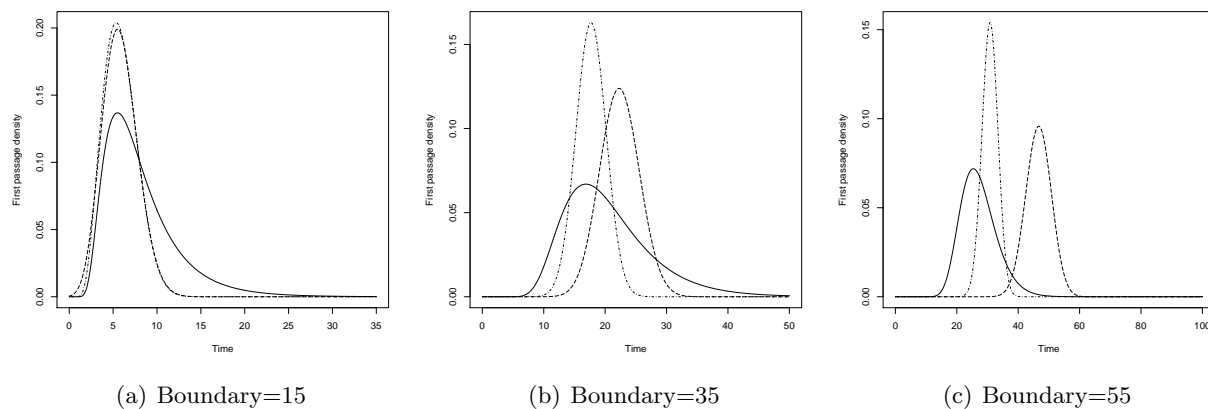 First passage density
0.00 0.05 0.10 0.15 0.20
0 5 10 15 20 25 30 35
Time
(a) Boundary=15
First passage density
0.00 0.05 0.10 0.15
0 10 20 30 40 50
Time
(b) Boundary=35
First passage density
0.00 0.05 0.10 0.15
0 20 40 60 80 100
Time
(c) Boundary=55